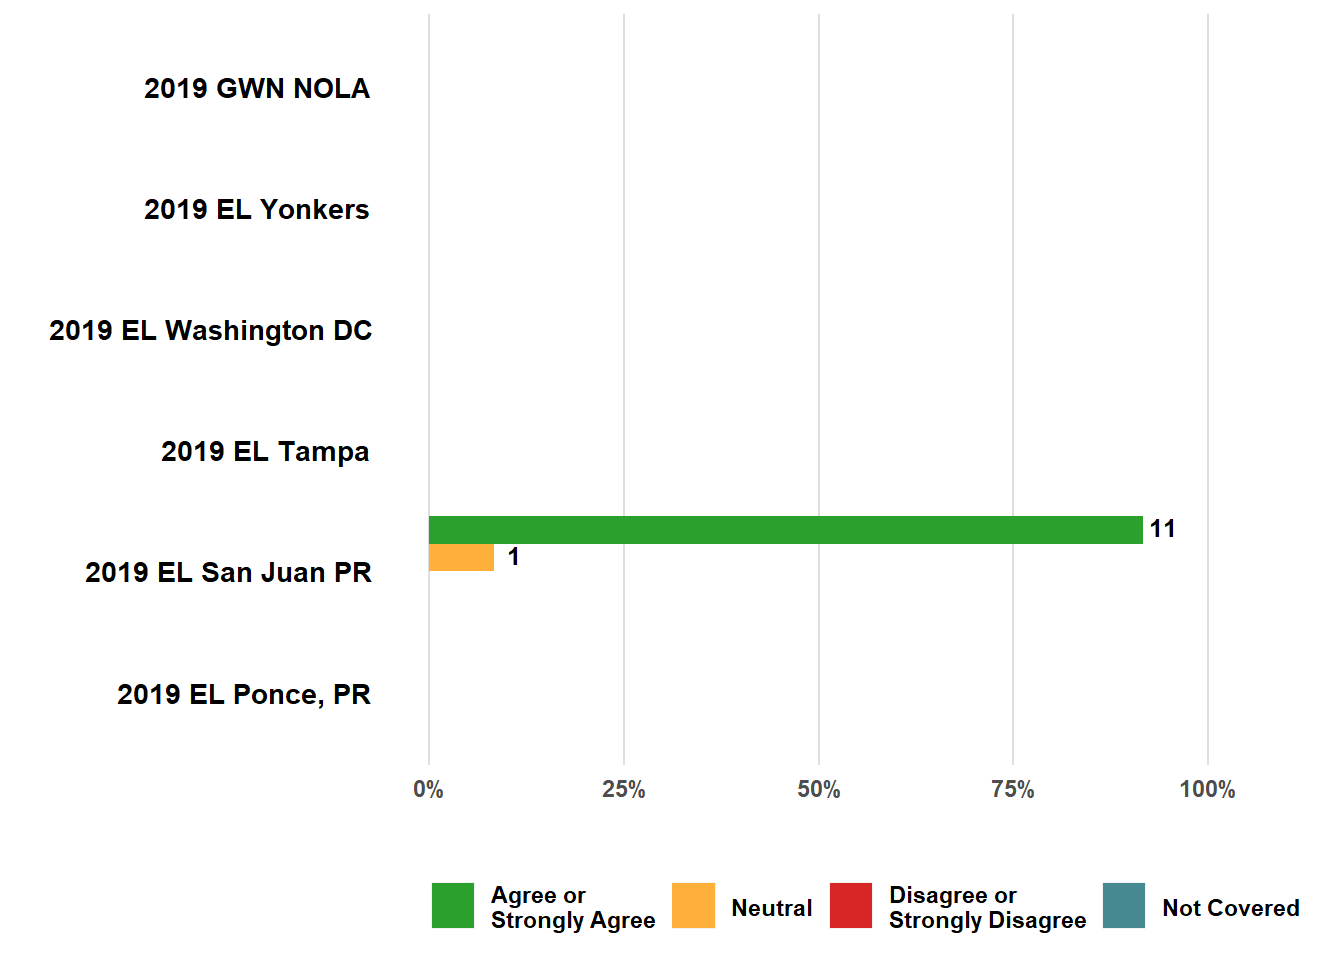 2019 GWN NOLA
2019 EL Yonkers
2019 EL Washington DC
2019 EL Tampa
11
1
2019 EL San Juan PR
2019 EL Ponce, PR
0% 25% 50% 75% 100%
Agree or
Strongly Agree
Neutral
Disagree or
Strongly Disagree
Not Covered